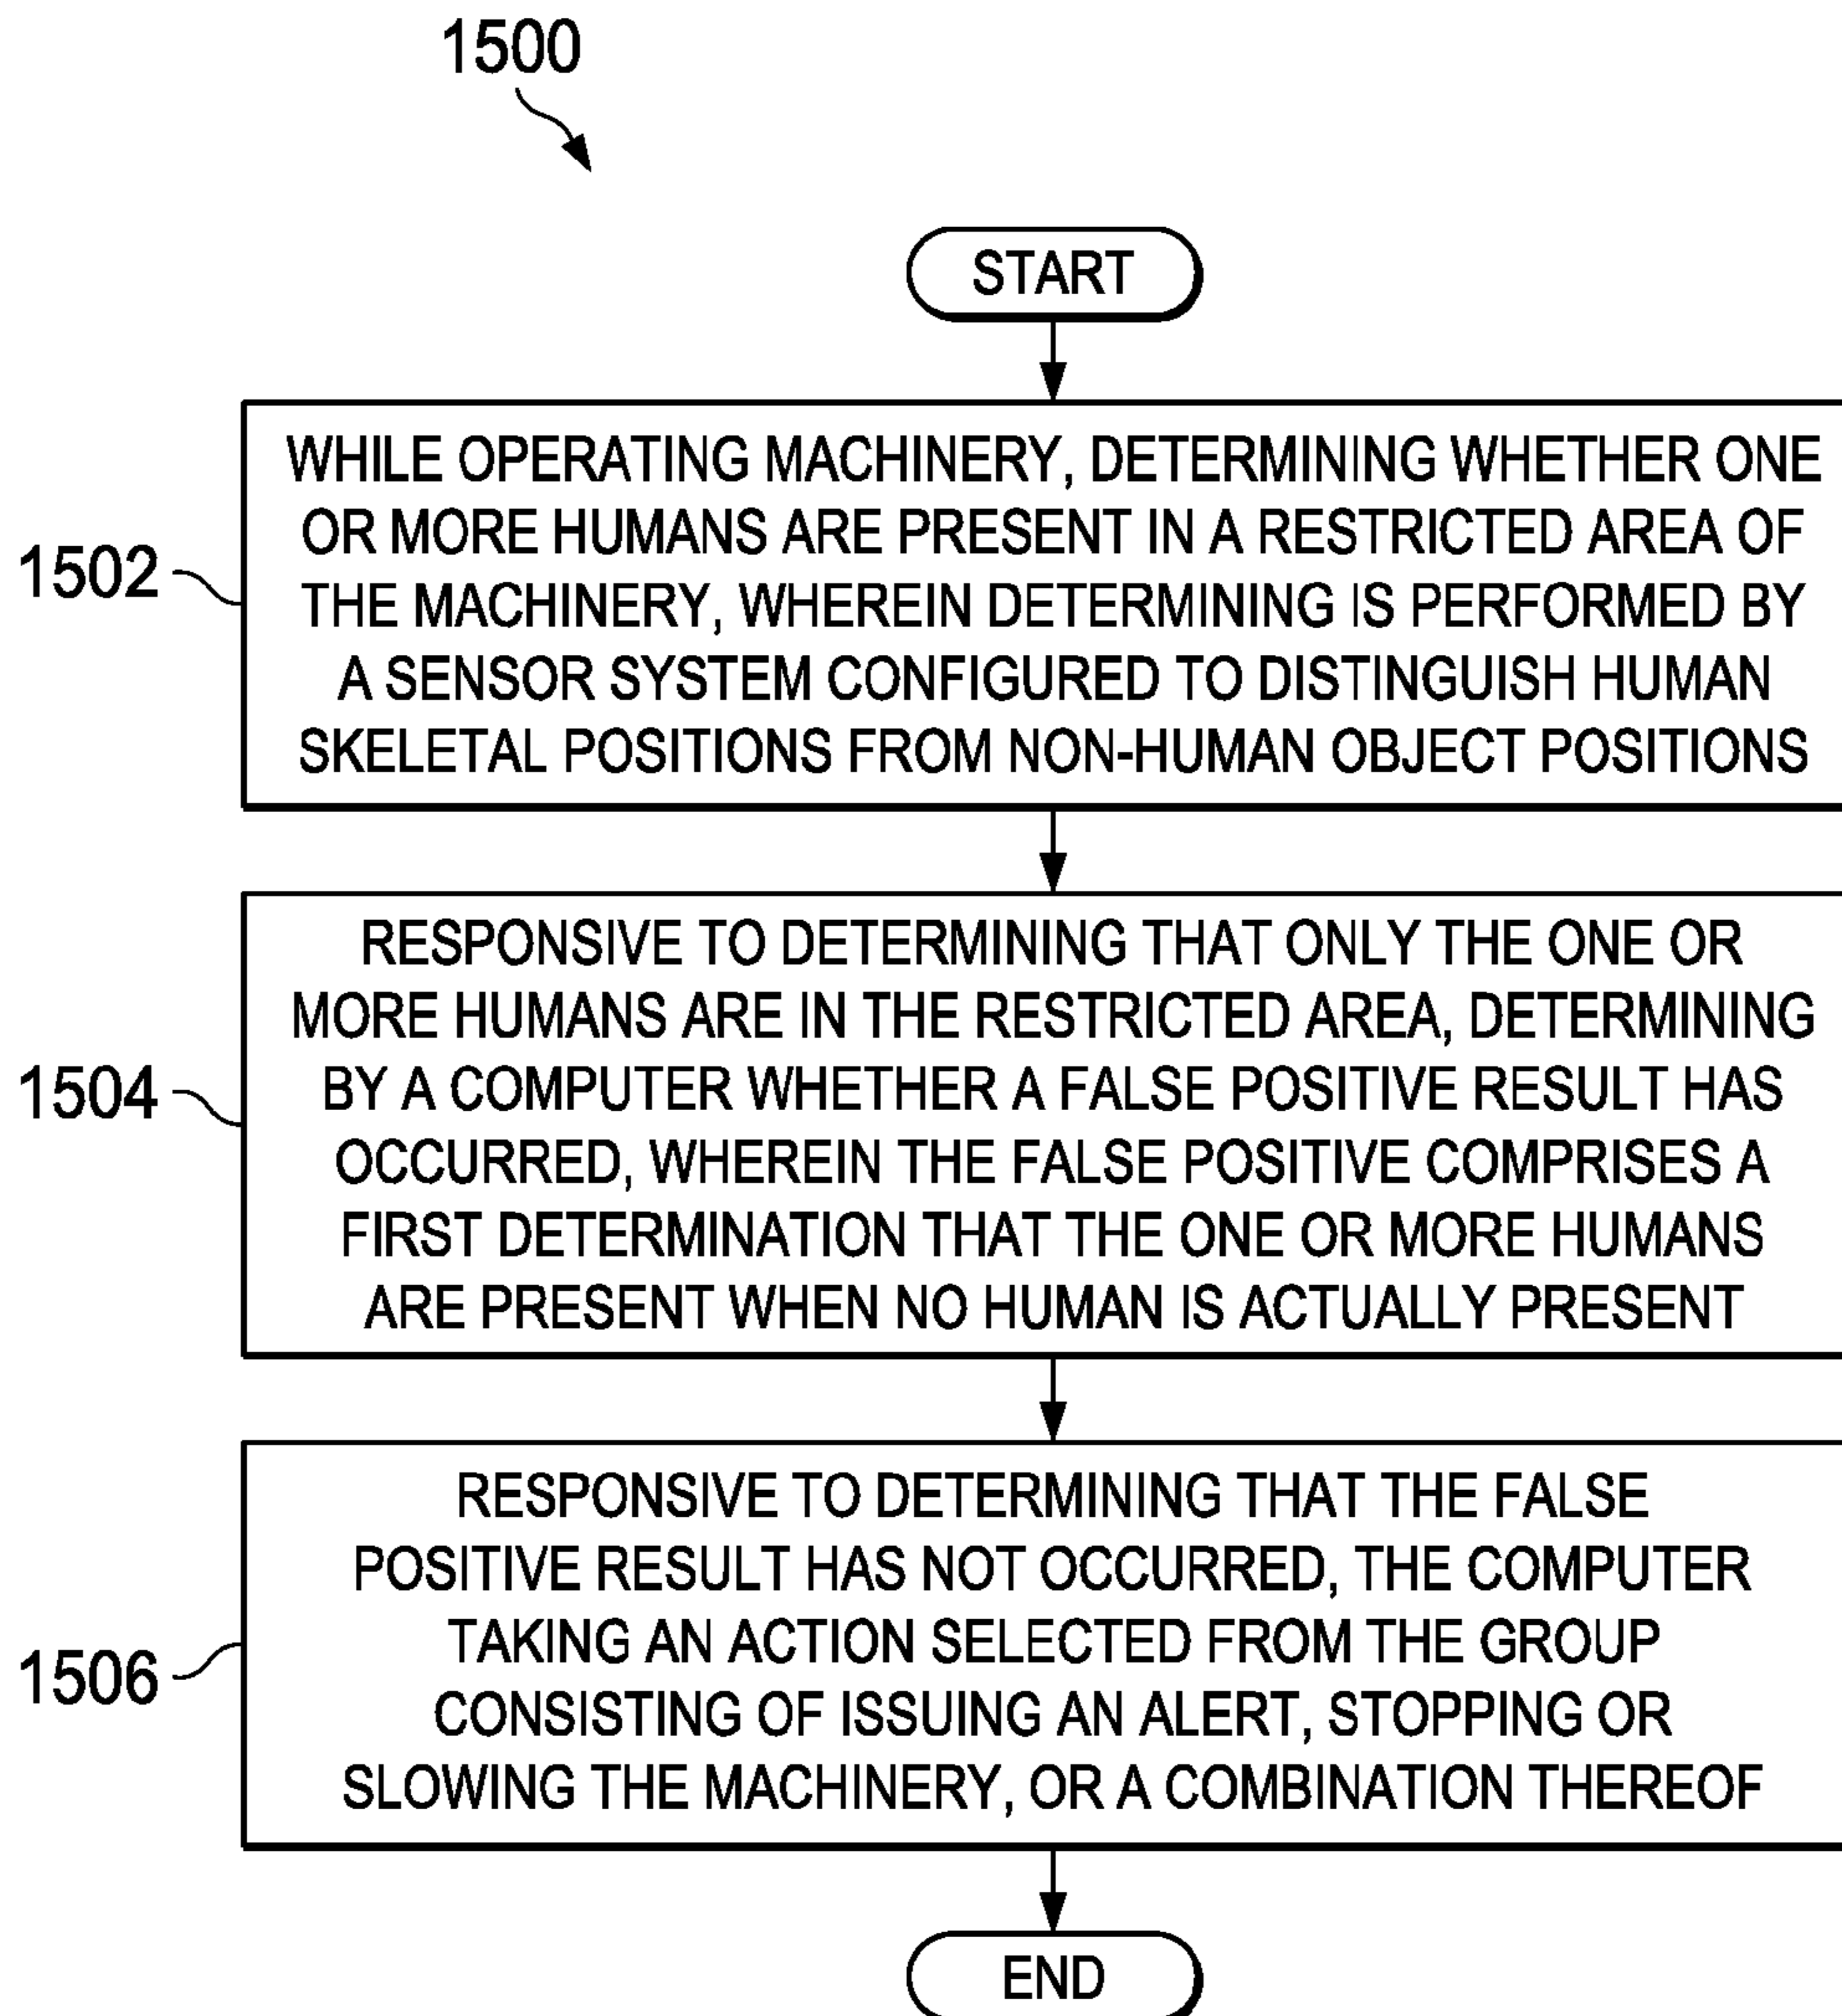 1500
START
1502
WHILE OPERATING MACHINERY, DETERMINING WHETHER ONE
OR MORE HUMANS ARE PRESENT IN A RESTRICTED AREA OF
THE MACHINERY, WHEREIN DETERMINING IS PERFORMED BY
A SENSOR SYSTEM CONFIGURED TO DISTINGUISH HUMAN
SKELETAL POSITIONS FROM NON-HUMAN OBJECT POSITIONS
1504
RESPONSIVE TO DETERMINING THAT ONLY THE ONE OR
MORE HUMANS ARE IN THE RESTRICTED AREA, DETERMINING
BY A COMPUTER WHETHER A FALSE POSITIVE RESULT HAS
OCCURRED, WHEREIN THE FALSE POSITIVE COMPRISES A
FIRST DETERMINATION THAT THE ONE OR MORE HUMANS
ARE PRESENT WHEN NO HUMAN IS ACTUALLY PRESENT
1506
RESPONSIVE TO DETERMINING THAT THE FALSE
POSITIVE RESULT HAS NOT OCCURRED, THE COMPUTER
TAKING AN ACTION SELECTED FROM THE GROUP
CONSISTING OF ISSUING AN ALERT, STOPPING OR
SLOWING THE MACHINERY, OR A COMBINATION THEREOF
END